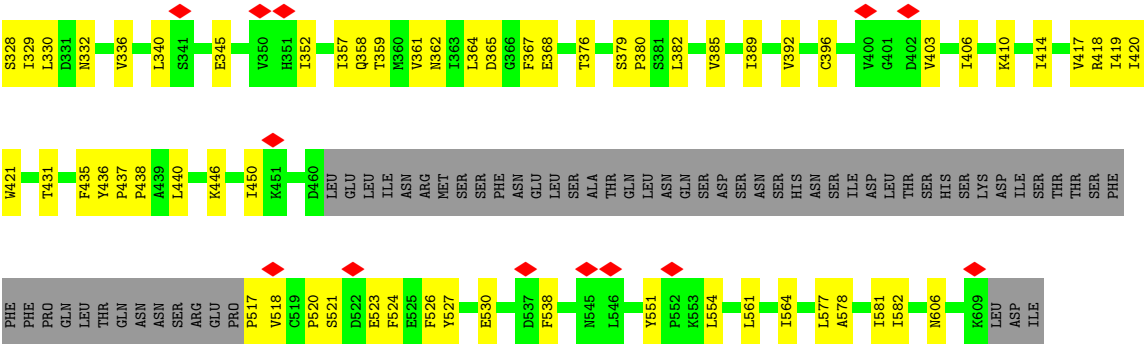 S328 I329 L330 D331 N332 V336 L340 S341 E345 V350 H351 I352 I357 Q358 T359 M360 V361 N362 I363 L364 D365 G366 F367 E368 T376 S379 P380 S381 L382 V385 I389 V392 C396 V400 G401 D402 V403 I406 K410 I414 V417 R418 I419 I420
W421 T431 F435 Y436 P437 P438 A439 L440 K446 I450 K451 D460 LEU GLU LEU ILE ASN ARG MET SER SER PHE ASN GLU LEU SER ALA THR GLN LEU ASN GLN SER ASP SER ASN SER HIS ASN SER ILE ASP LEU THR SER HIS SER LYS ASP ILE SER THR THR SER PHE
PHE PHE PRO GLN LEU THR GLN ASN ASN SER ARG GLU PRO P517 V518 C519 P520 S521 D522 E523 F524 E525 F526 Y527 E530 D537 F538 N545 L546 Y551 P552 K553 L554 L561 I564 L577 A578 I581 I582 N606 K609 LEU ASP ILE